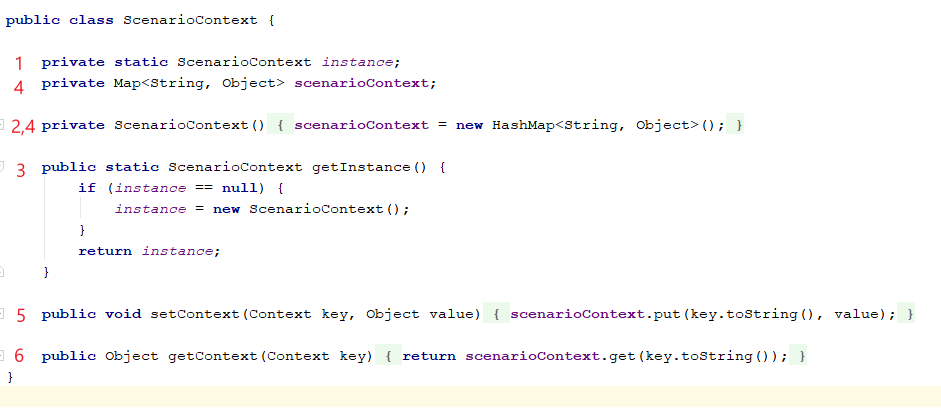 public class ScenarioContext {
1 private static ScenarioContext instance;
4 private Map<String, Object> scenarioContext;
2,4 private ScenarioContext() { scenarioContext = new HashMap<String, Object>(); }
3 public static ScenarioContext getInstance() {
if (instance == null) {
instance = new ScenarioContext();
}
return instance;
}
5 public void setContext(Context key, Object value) { scenarioContext.put(key.toString(), value); }
6 public Object getContext(Context key) { return scenarioContext.get(key.toString()); }
}